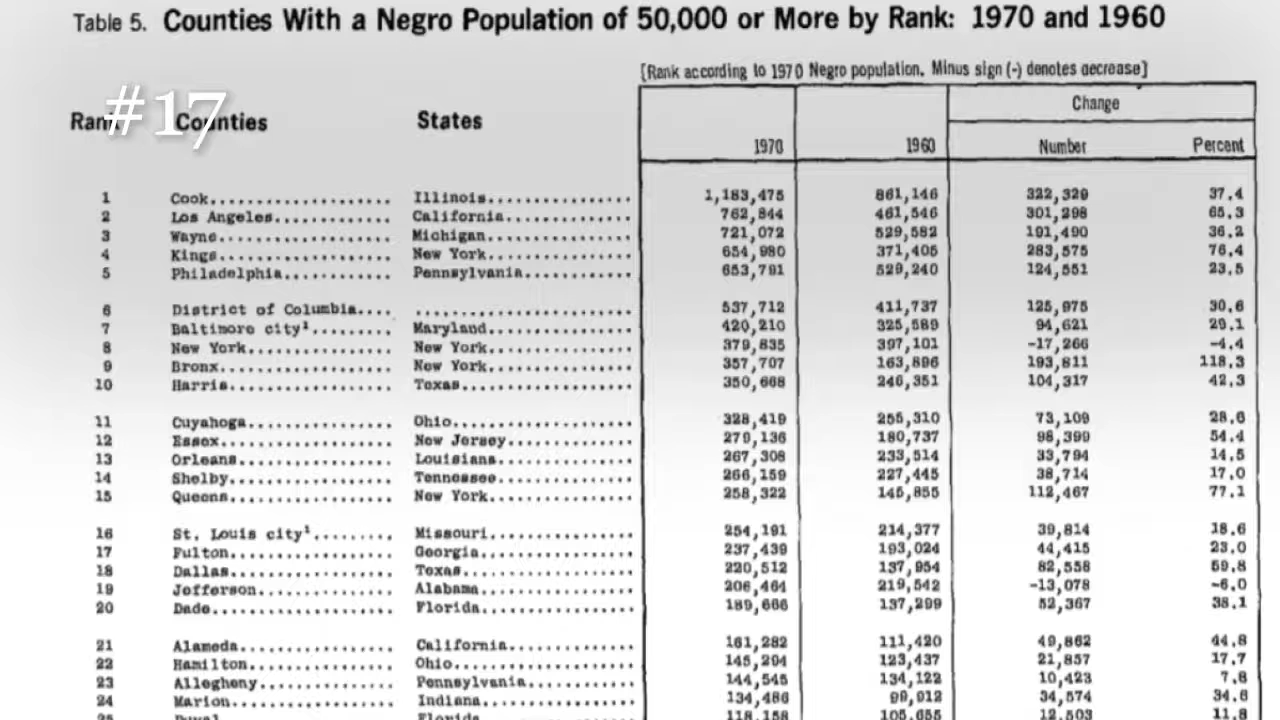 Table 5. Counties With a Negro Population of 50,000 or More by Rank: 1970 and 1960
[Rank according to 1970 Negro population. Minus sign (-) denotes decrease]
#17
Rank Counties States 1970 1960 Change
Number Percent
1 Cook Illinois 1,183,475 861,146 322,329 37.4
2 Los Angeles California 762,844 461,546 301,298 65.3
3 Wayne Michigan 721,072 529,582 191,490 36.2
4 Kings New York 654,980 371,405 283,575 76.4
5 Philadelphia Pennsylvania 653,791 529,240 124,551 23.5
6 District of Columbia 537,712 411,737 125,975 30.6
7 Baltimore city¹ Maryland 420,210 325,589 94,621 29.1
8 New York New York 379,835 397,101 -17,266 -4.4
9 Bronx New York 357,707 163,896 193,811 118.3
10 Harris Texas 350,668 246,351 104,317 42.3
11 Cuyahoga Ohio 328,419 255,310 73,109 28.6
12 Essex New Jersey 279,136 180,737 98,399 54.4
13 Orleans Louisiana 267,308 233,514 33,794 14.5
14 Shelby Tennessee 266,159 227,445 38,714 17.0
15 Queens New York 258,322 145,855 112,467 77.1
16 St. Louis city¹ Missouri 254,191 214,377 39,814 18.6
17 Fulton Georgia 237,439 193,024 44,415 23.0
18 Dallas Texas 220,512 137,954 82,558 59.8
19 Jefferson Alabama 206,464 219,542 -13,078 -6.0
20 Dade Florida 189,666 137,299 52,367 38.1
21 Alameda California 161,282 111,420 49,862 44.8
22 Hamilton Ohio 145,294 123,437 21,857 17.7
23 Allegheny Pennsylvania 144,545 134,122 10,423 7.8
24 Marion Indiana 134,486 99,912 34,574 34.6
25 Duval Florida 118,158 105,655 12,503 11.8